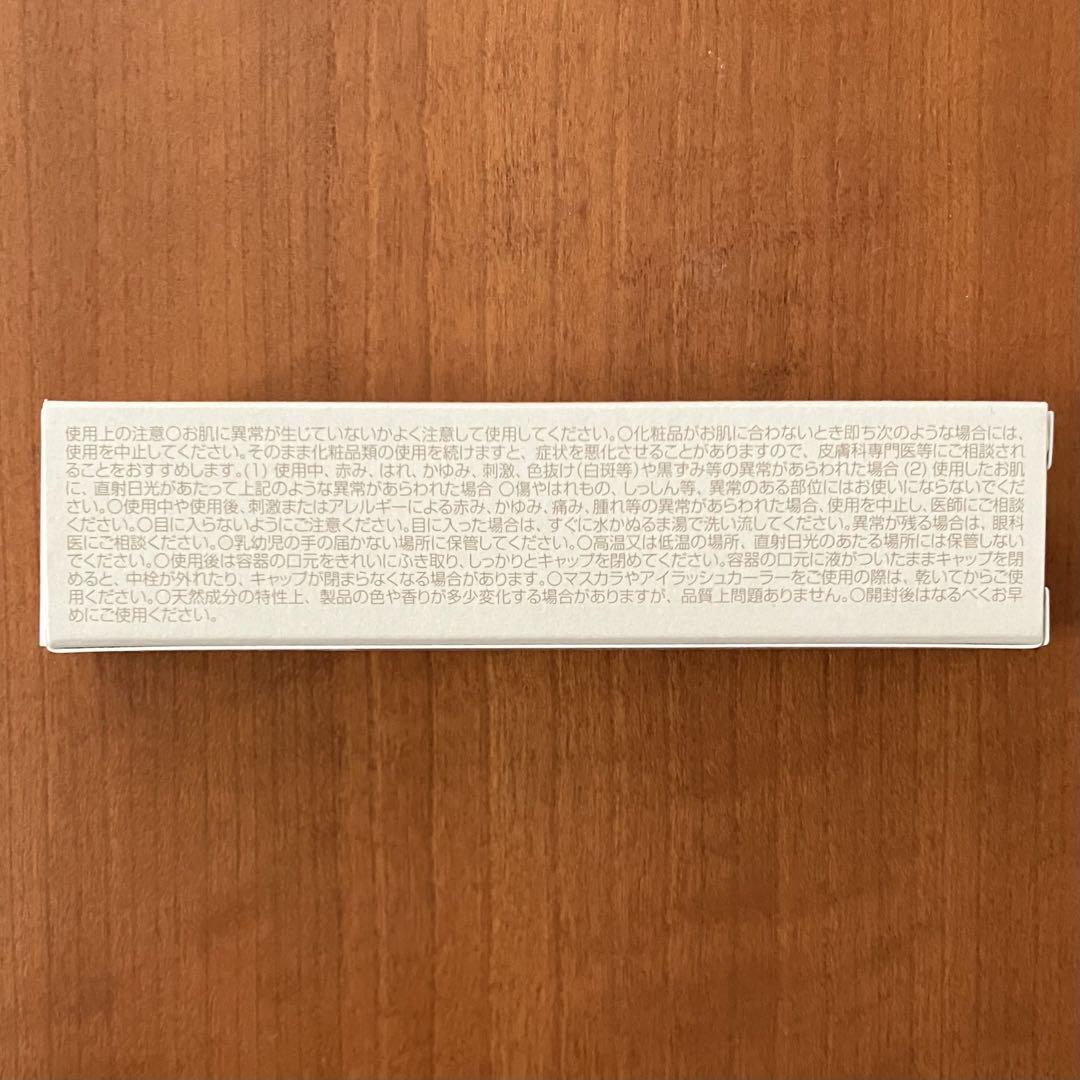 使用上の注意○お肌に異常が生じていないかよく注意して使用してください。○化粧品がお肌に合わないとき即ち次のような場合には、
使用を中止してください。そのまま化粧品類の使用を続けますと、症状を悪化させることがありますので、皮膚科専門医等にご相談され
ることをおすすめします。(1) 使用中、赤み、はれ、かゆみ、刺激、色抜け(白斑等)や黒ずみ等の異常があらわれた場合 (2) 使用したお肌
に、直射日光があたって上記のような異常があらわれた場合 ○傷やはれもの、しっしん等、異常のある部位にはお使いにならないでくだ
さい。○使用中や使用後、刺激またはアレルギーによる赤み、かゆみ、痛み、腫れ等の異常があらわれた場合、使用を中止し、医師にご相談
ください。○目に入らないようにご注意ください。目に入った場合は、すぐに水かぬるま湯で洗い流してください。異常が残る場合は、眼科
医にご相談ください。○乳幼児の手の届かない場所に保管してください。○高温又は低温の場所、直射日光のあたる場所には保管しない
でください。○使用後は容器の口元をきれいにふき取り、しっかりとキャップを閉めてください。容器の口元に液がついたままキャップを閉
めると、中栓が外れたり、キャップが閉まらなくなる場合があります。○マスカラやアイラッシュカーラーをご使用の際は、乾いてからご使
用ください。○天然成分の特性上、製品の色や香りが多少変化する場合がありますが、品質上問題ありません。○開封後はなるべくお早
めにご使用ください。